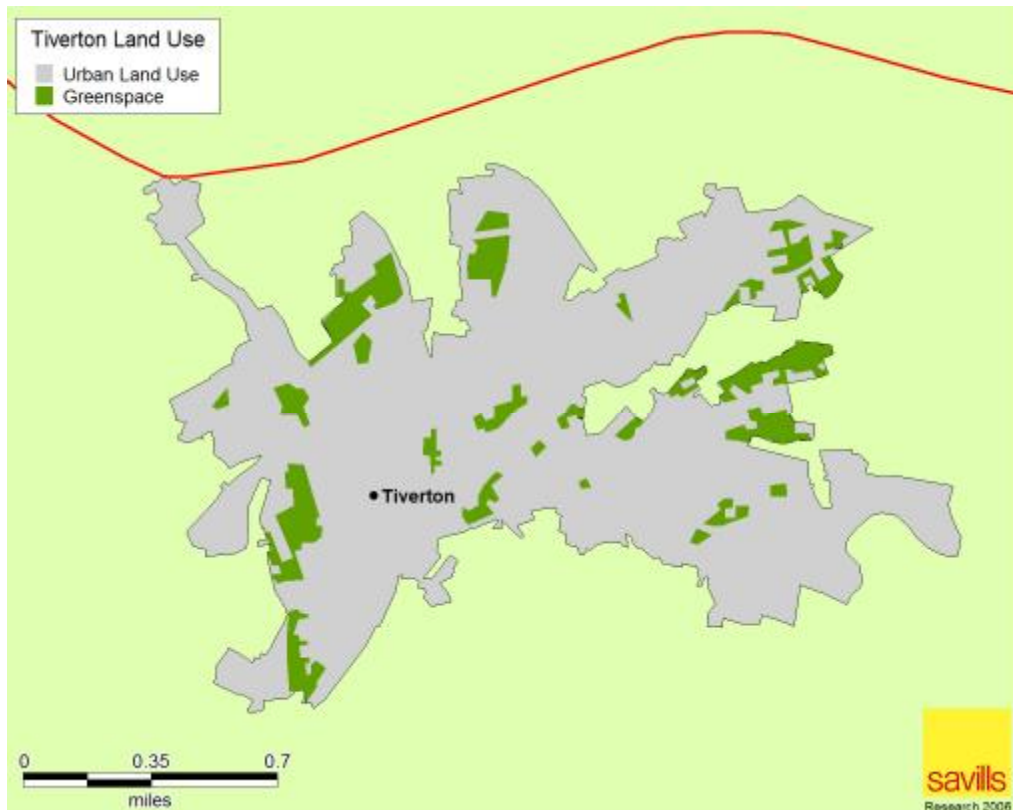 Tiverton Land Use
Urban Land Use
Greenspace
Tiverton
0 0.35 0.7
miles
savills
Research 2006